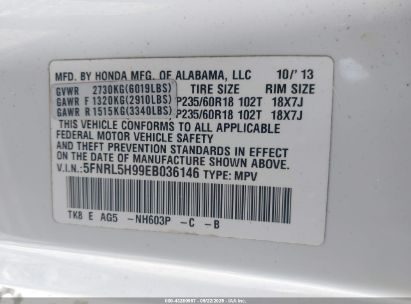 MFD. BY HONDA MFG. OF ALABAMA, LLC 10/'13
GVWR 2730KG(6019LBS) TIRE SIZE RIM SIZE
GAWR F 1320KG(2910LBS) P235/60R18 102T 18X7J
GAWR R 1515KG(3340LBS) P235/60R18 102T 18X7J
THIS VEHICLE CONFORMS TO ALL APPLICABLE
FEDERAL MOTOR VEHICLE SAFETY AND
THEFT PREVENTION STANDARDS IN EFFECT ON
THE DATE OF MANUFACTURE SHOWN ABOVE.
V.I.N.: 5FNRL5H99EB036146 TYPE: MPV
TK8 E AG5 -NH603P -C -B